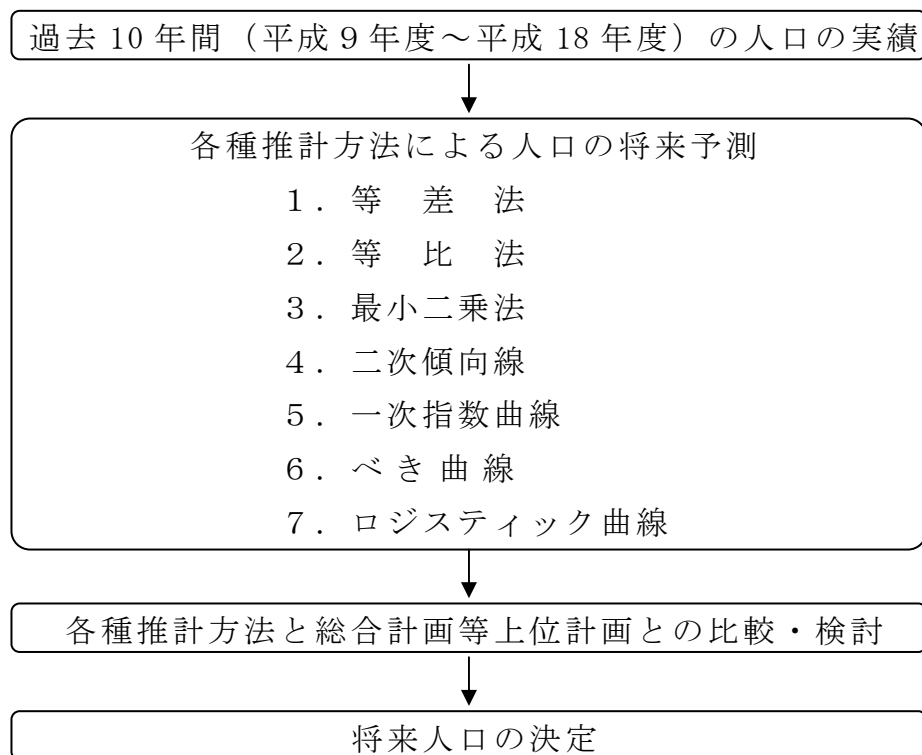 過去 10 年間（平成９年度～平成 18 年度）の人口の実績
各種推計方法による人口の将来予測
１．等　差　法
２．等　比　法
３．最小二乗法
４．二次傾向線
５．一次指数曲線
６．べき曲線
７．ロジスティック曲線
各種推計方法と総合計画等上位計画との比較・検討
将来人口の決定